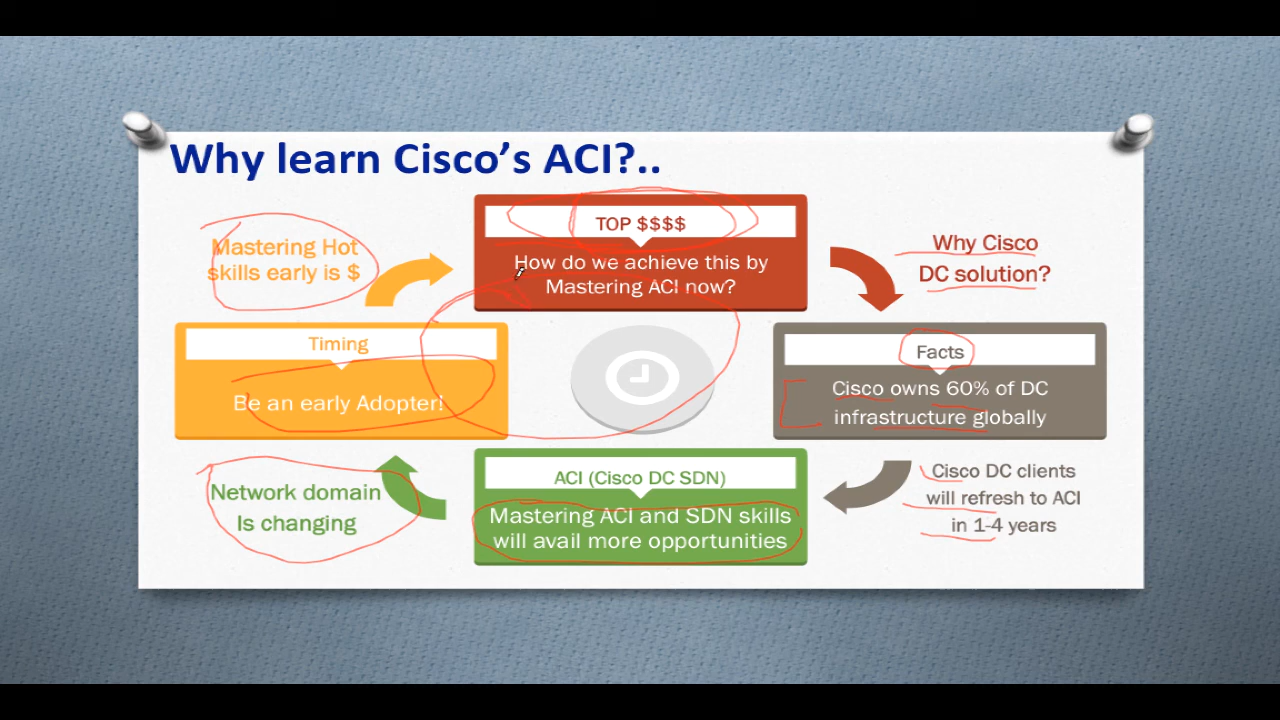 Why learn Cisco's ACI?..
TOP $$$$
How do we achieve this by
Mastering ACI now?
Why Cisco
DC solution?
Facts
Cisco owns 60% of DC
infrastructure globally
Cisco DC clients
will refresh to ACI
in 1-4 years
ACI (Cisco DC SDN)
Mastering ACI and SDN skills
will avail more opportunities
Network domain
Is changing
Timing
Be an early Adopter!
Mastering Hot
skills early is $